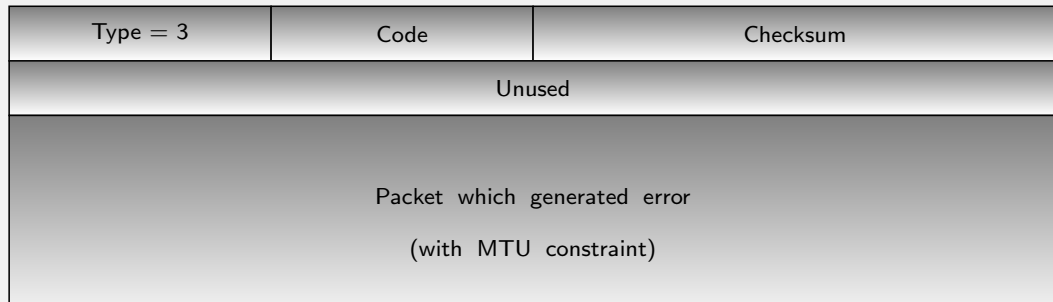 Type = 3 Code Checksum
Unused
Packet which generated error
(with MTU constraint)